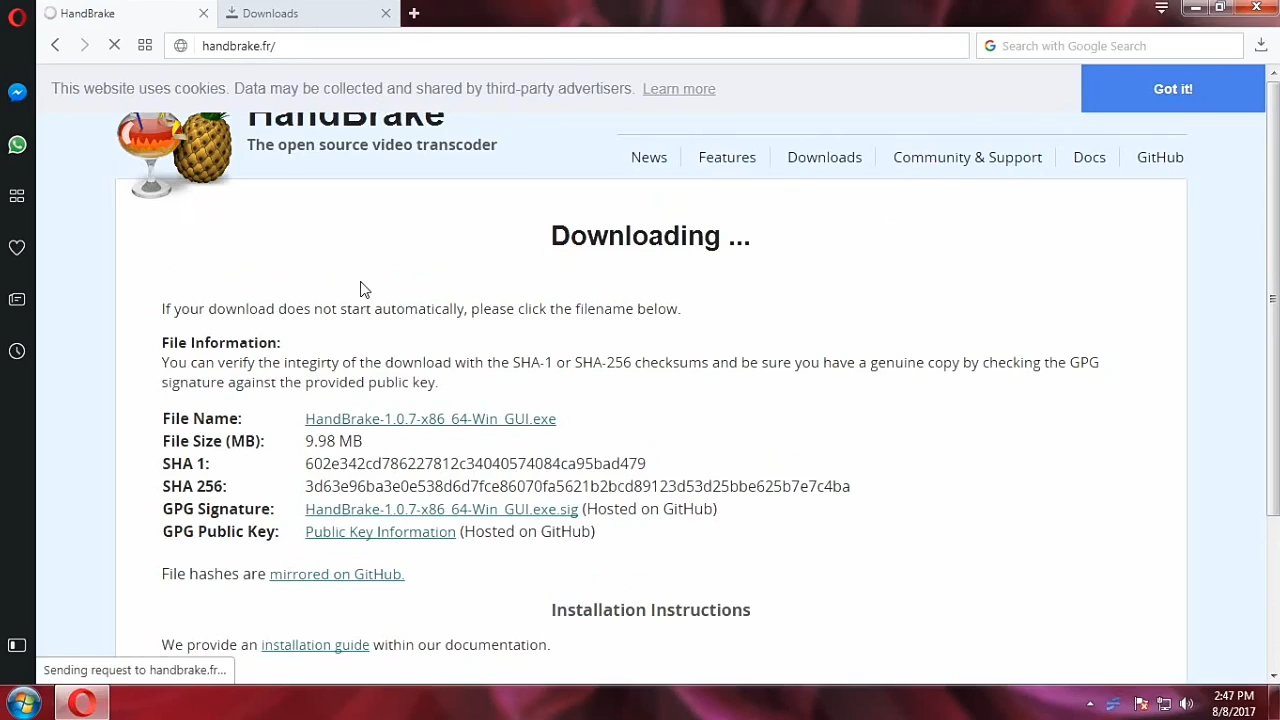 HandBrake
Downloads
handbrake.fr/
Search with Google Search
This website uses cookies. Data may be collected and shared by third-party advertisers. Learn more
Got it!
HandBrake
The open source video transcoder
News
Features
Downloads
Community & Support
Docs
GitHub
Downloading ...
If your download does not start automatically, please click the filename below.
File Information:
You can verify the integirty of the download with the SHA-1 or SHA-256 checksums and be sure you have a genuine copy by checking the GPG
signature against the provided public key.
File Name: HandBrake-1.0.7-x86_64-Win_GUI.exe
File Size (MB): 9.98 MB
SHA 1: 602e342cd786227812c34040574084ca95bad479
SHA 256: 3d63e96ba3e0e538d6d7fce86070fa5621b2bcd89123d53d25bbe625b7e7c4ba
GPG Signature: HandBrake-1.0.7-x86_64-Win_GUI.exe.sig (Hosted on GitHub)
GPG Public Key: Public Key Information (Hosted on GitHub)
File hashes are mirrored on GitHub.
Installation Instructions
We provide an installation guide within our documentation.
Sending request to handbrake.fr...
2:47 PM
8/8/2017